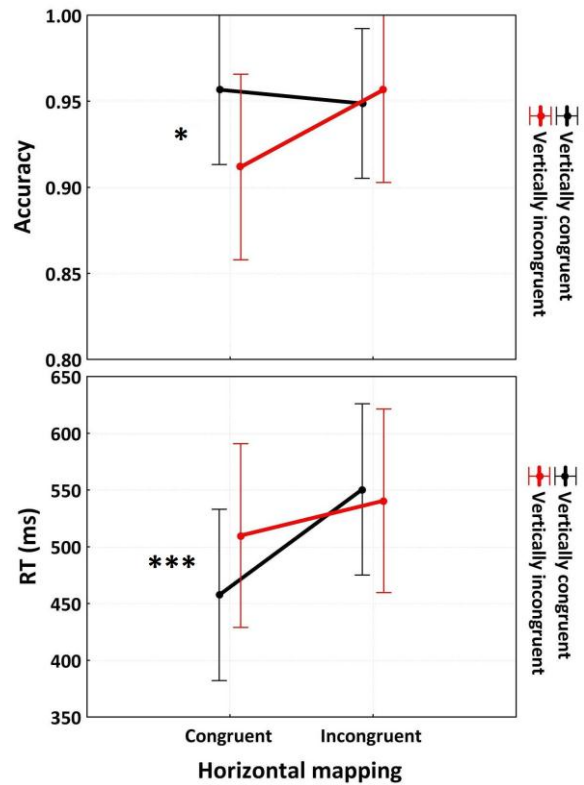 1.00
0.95
*
0.90
0.85
0.80
Accuracy
Vertically congruent
Vertically incongruent
650
600
550
500
***
450
400
350
RT (ms)
Vertically congruent
Vertically incongruent
Congruent Incongruent
Horizontal mapping